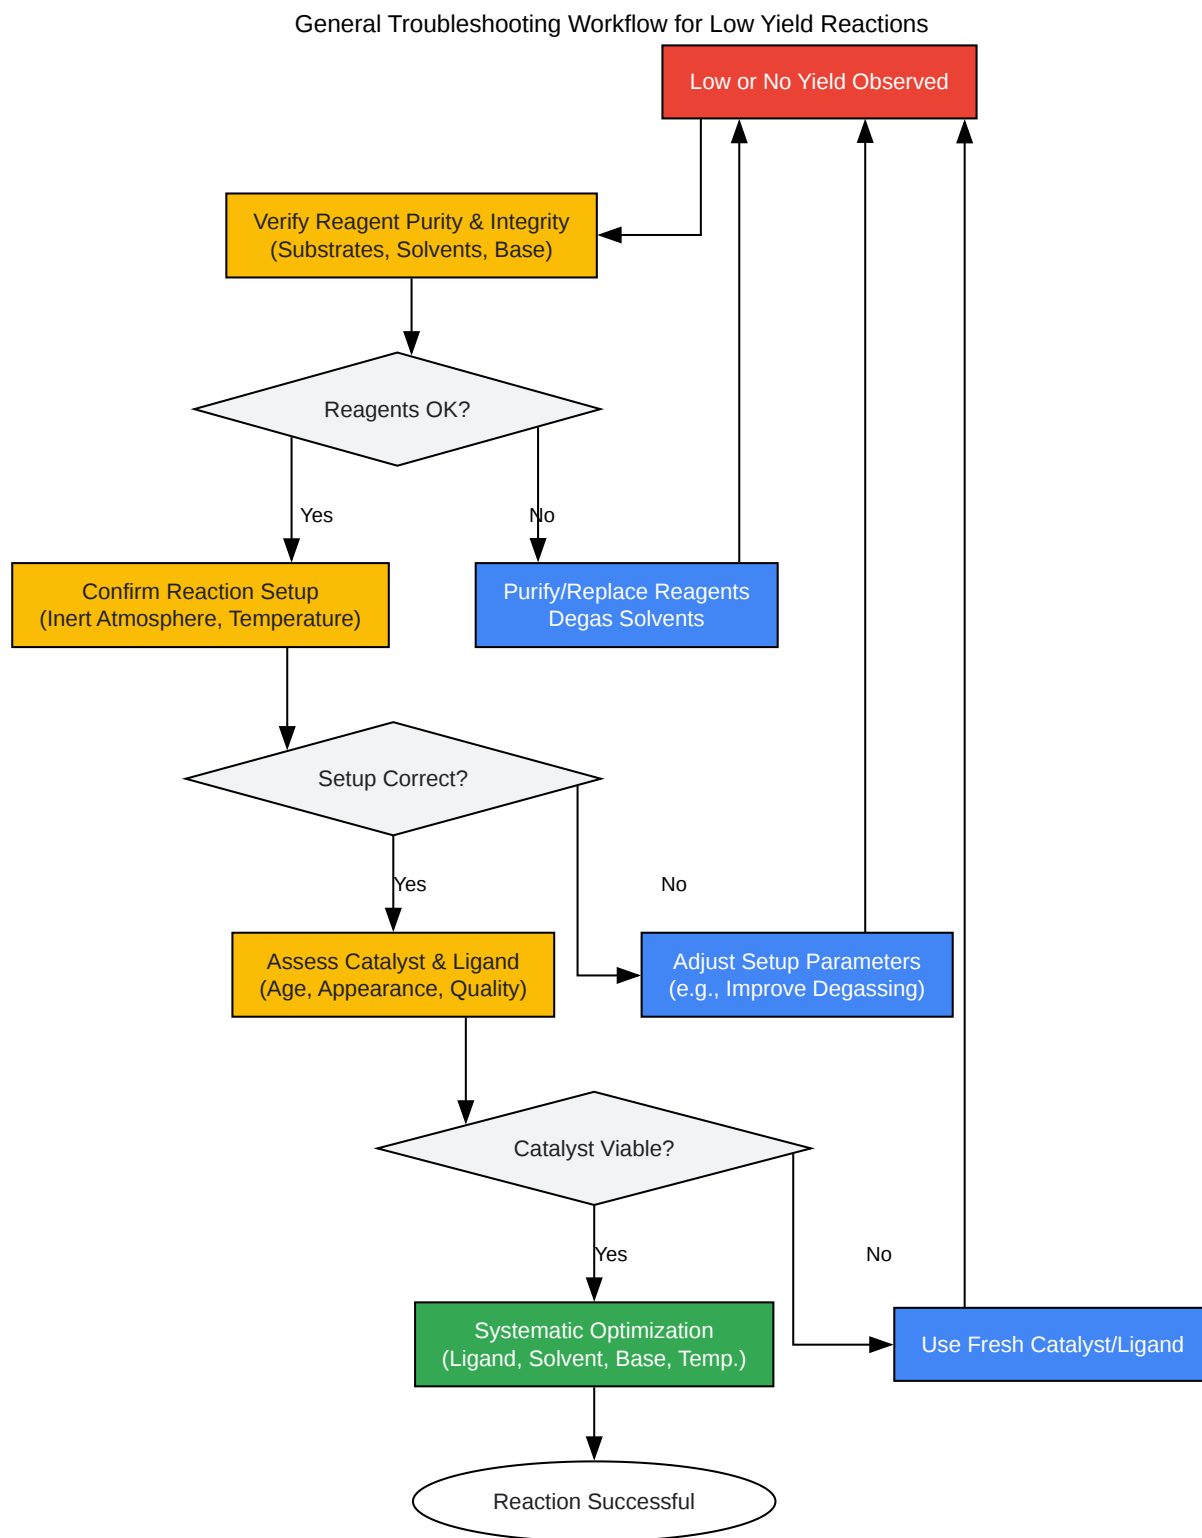 General Troubleshooting Workflow for Low Yield Reactions
Low or No Yield Observed
Verify Reagent Purity & Integrity
(Substrates, Solvents, Base)
Reagents OK?
Yes
No
Confirm Reaction Setup
(Inert Atmosphere, Temperature)
Purify/Replace Reagents
Degas Solvents
Setup Correct?
Yes
No
Assess Catalyst & Ligand
(Age, Appearance, Quality)
Adjust Setup Parameters
(e.g., Improve Degassing)
Catalyst Viable?
Yes
No
Systematic Optimization
(Ligand, Solvent, Base, Temp.)
Use Fresh Catalyst/Ligand
Reaction Successful